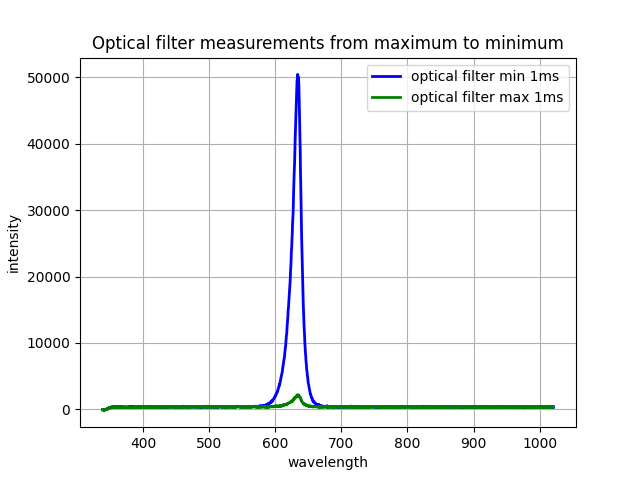 Optical filter measurements from maximum to minimum
optical filter min 1ms
optical filter max 1ms
50000
40000
30000
20000
10000
0
intensity
400 500 600 700 800 900 1000
wavelength